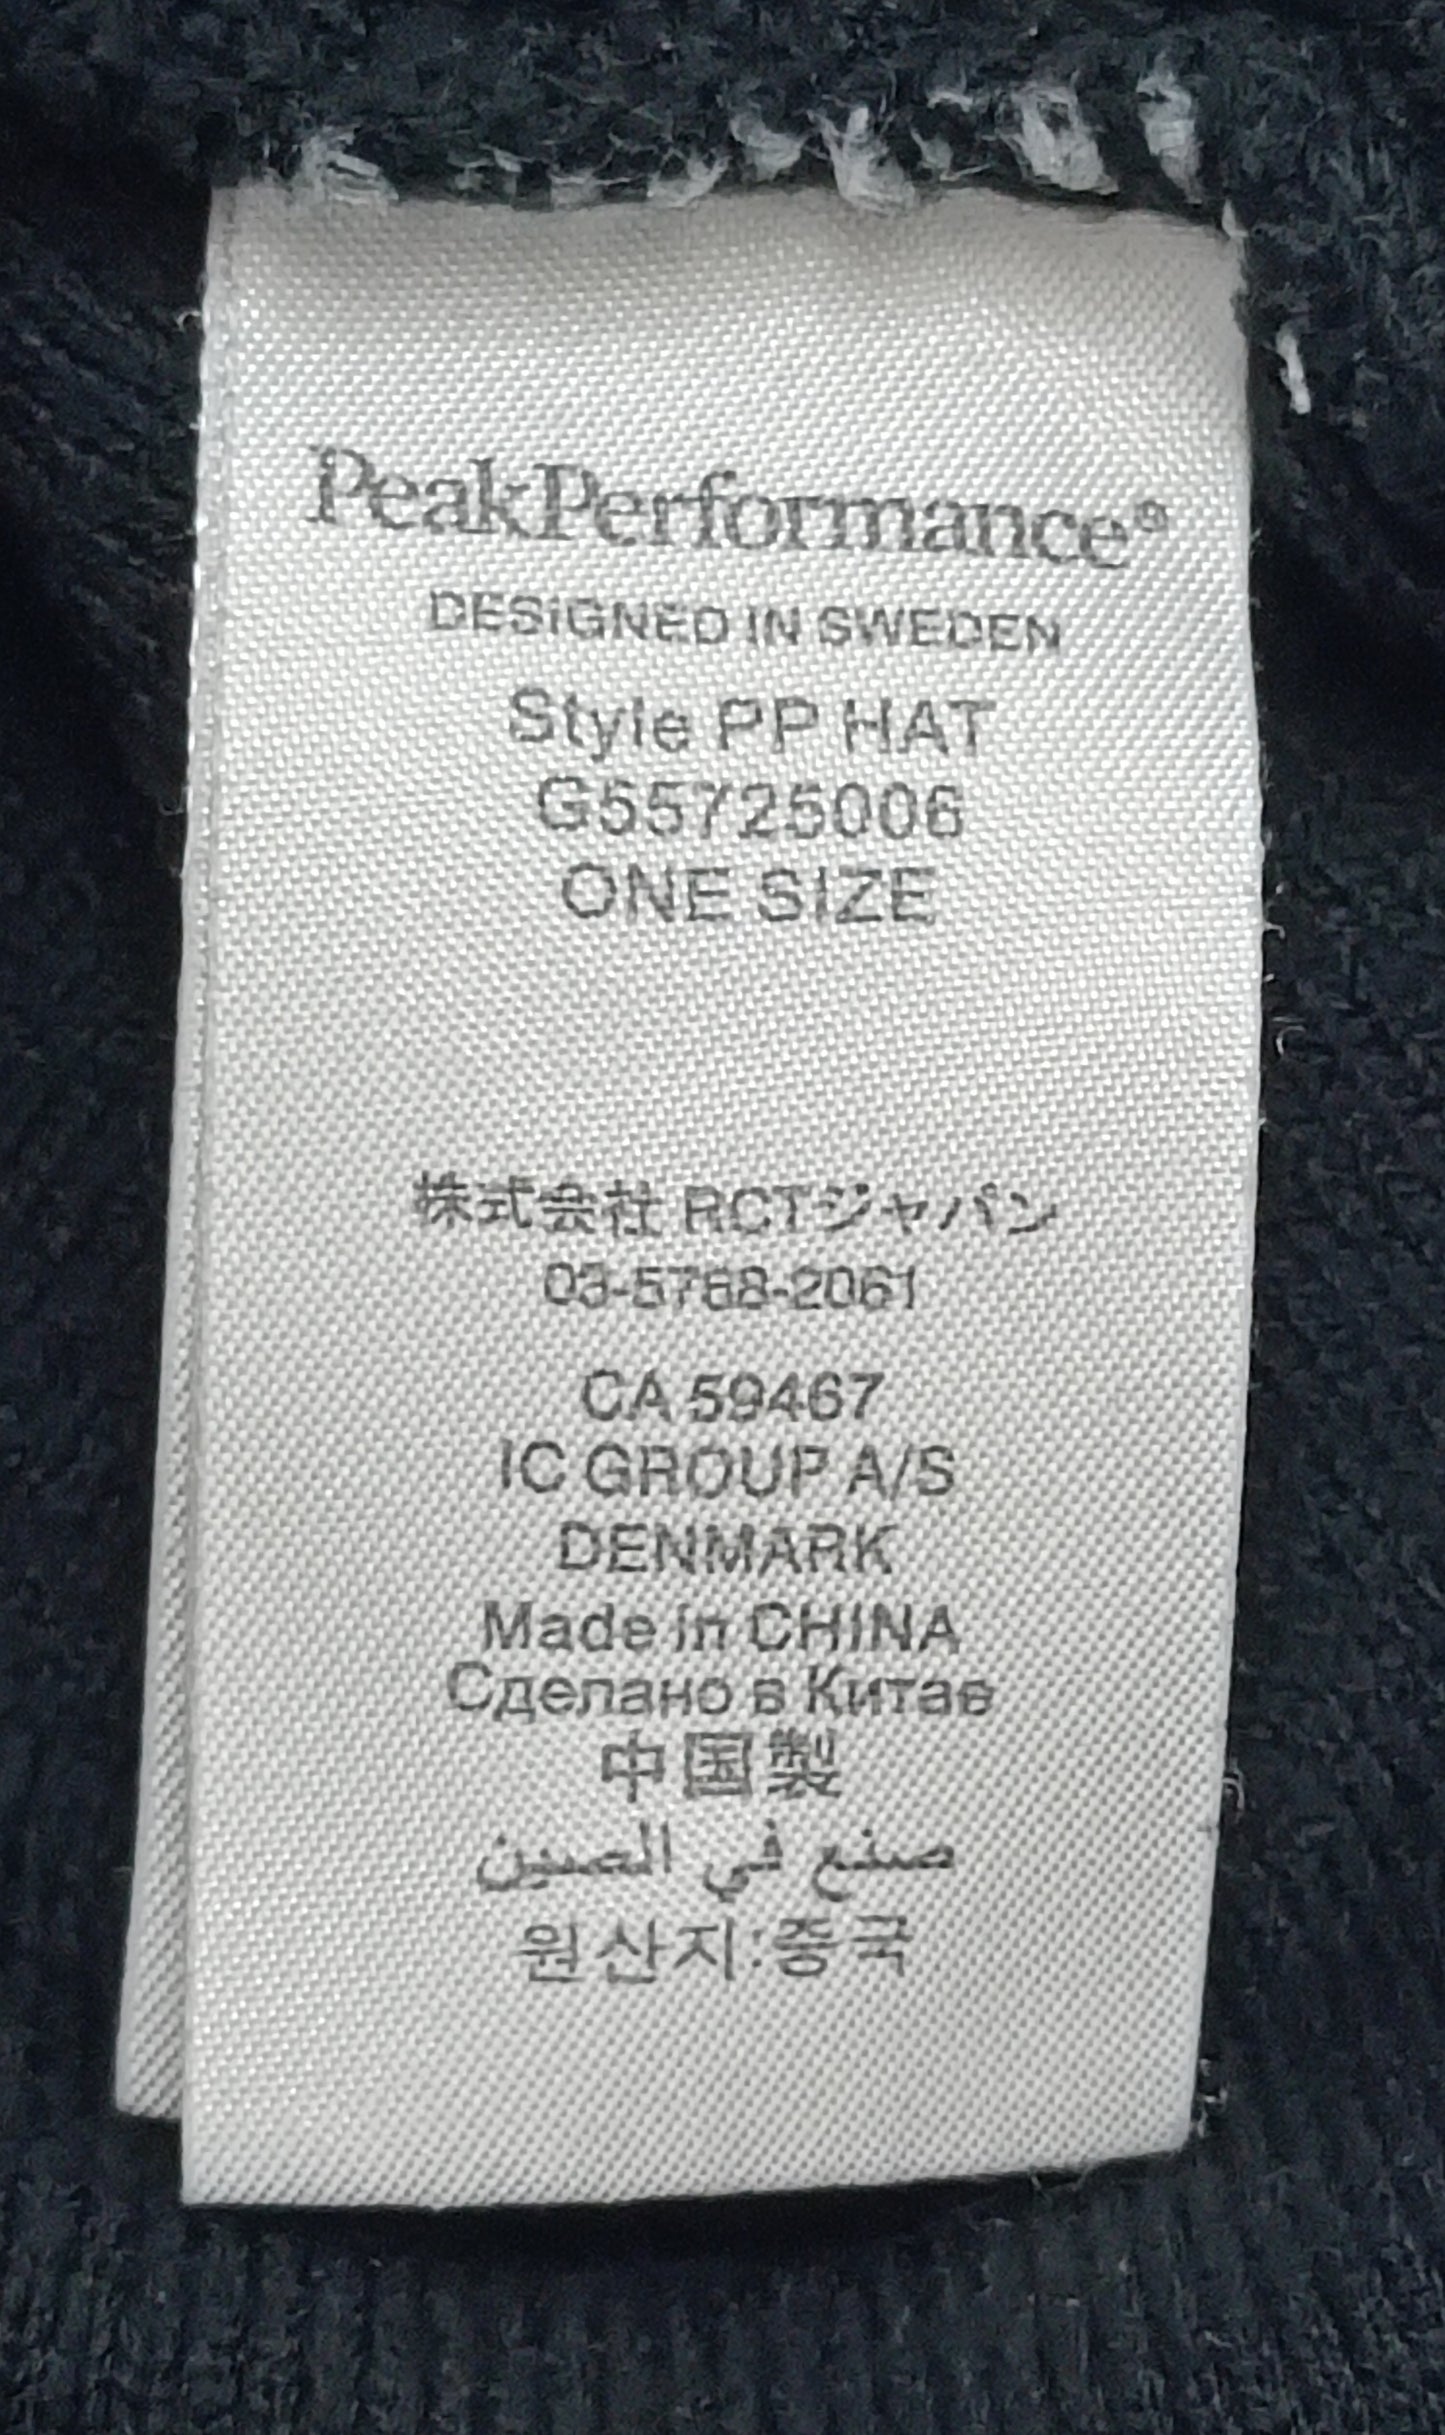 PeakPerformance®
DESIGNED IN SWEDEN
Style PP HAT
G55725006
ONE SIZE
株式会社 RCTジャパン
03-5768-2061
CA 59467
IC GROUP A/S
DENMARK
Made in CHINA
Сделано в Китае
中国製
صنع في الصين
원산지:중국